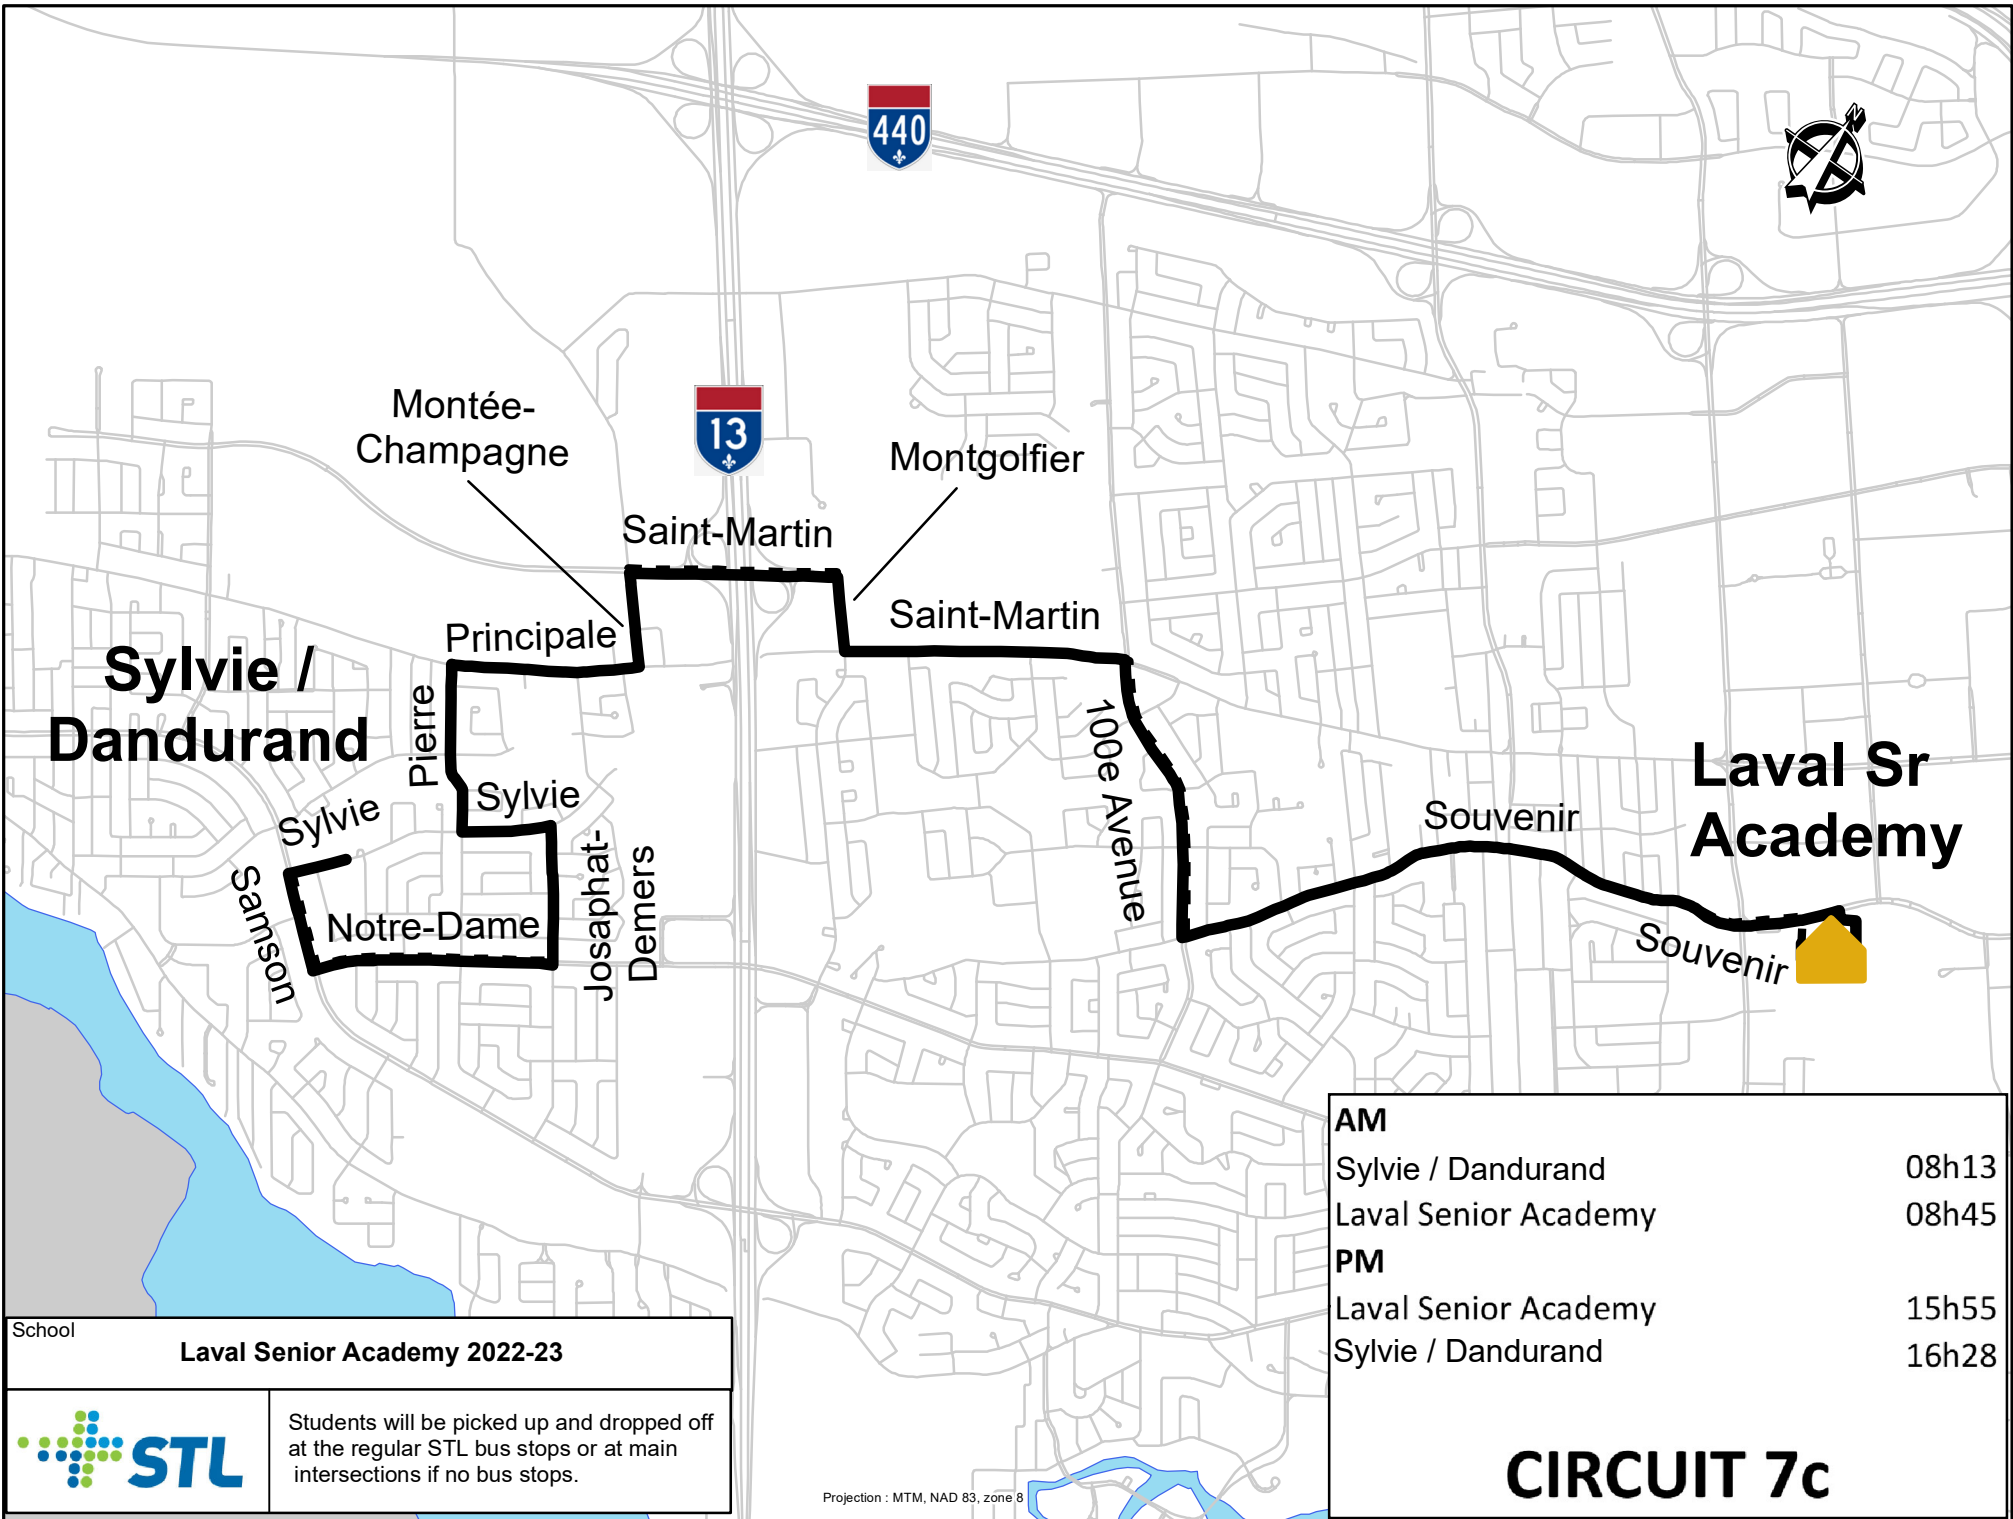 N
440
13
Montée-
Champagne
Montgolfier
Saint-Martin
Saint-Martin
Principale
Sylvie /
Dandurand
Pierre
Sylvie
Sylvie
Samson
Notre-Dame
Josaphat-
Demers
100e Avenue
Souvenir
Laval Sr
Academy
Souvenir
AM
Sylvie / Dandurand 08h13
Laval Senior Academy 08h45
PM
Laval Senior Academy 15h55
Sylvie / Dandurand 16h28
CIRCUIT 7c
School
Laval Senior Academy 2022-23
STL
Students will be picked up and dropped off
at the regular STL bus stops or at main
intersections if no bus stops.
Projection : MTM, NAD 83, zone 8